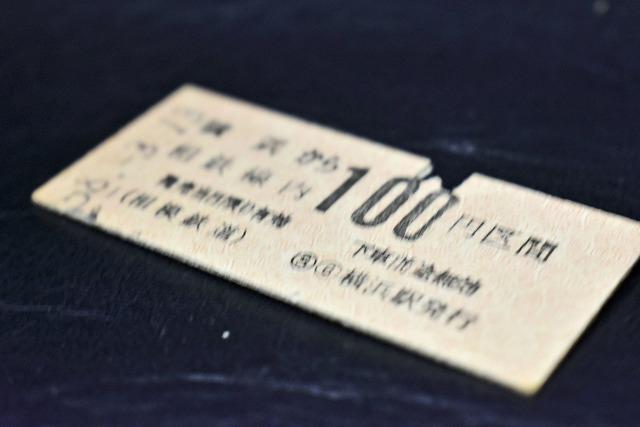 横浜から
相鉄線内100円区間
発売当日限り有効
下車前途無効
(相模鉄道)
横浜駅発行